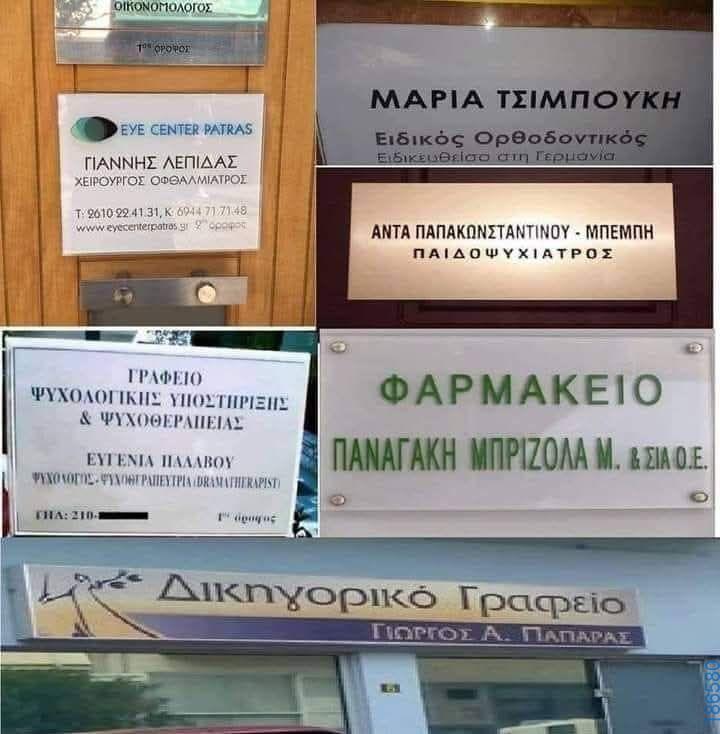 ΟΙΚΟΝΟΜΟΛΟΓΟΣ
1ος ΟΡΟΦΟΣ
EYE CENTER PATRAS
ΓΙΑΝΝΗΣ ΛΕΠΙΔΑΣ
ΧΕΙΡΟΥΡΓΟΣ ΟΦΘΑΛΜΙΑΤΡΟΣ
Τ: 2610 22.41.31, Κ: 6944 71.71.48
www.eyecenterpatras.gr 2ος όροφος
ΜΑΡΙΑ ΤΣΙΜΠΟΥΚΗ
Ειδικός Ορθοδοντικός
Ειδικευθείσα στη Γερμανία
ΑΝΤΑ ΠΑΠΑΚΩΝΣΤΑΝΤΙΝΟΥ - ΜΠΕΜΠΗ
ΠΑΙΔΟΨΥΧΙΑΤΡΟΣ
ΓΡΑΦΕΙΟ
ΨΥΧΟΛΟΓΙΚΗΣ ΥΠΟΣΤΗΡΙΞΗΣ
& ΨΥΧΟΘΕΡΑΠΕΙΑΣ
ΕΥΓΕΝΙΑ ΠΑΛΑΒΟΥ
ΨΥΧΟΛΟΓΟΣ - ΨΥΧΟΘΕΡΑΠΕΥΤΡΙΑ (DRAMATHERAPIST)
ΤΗΛ: 210-
1ος όροφος
ΦΑΡΜΑΚΕΙΟ
ΠΑΝΑΓΑΚΗ ΜΠΡΙΖΟΛΑ Μ. & ΣΙΑ Ο.Ε.
Δικηγορικό Γραφείο
ΓΙΩΡΓΟΣ Α. ΠΑΠΑΡΑΣ